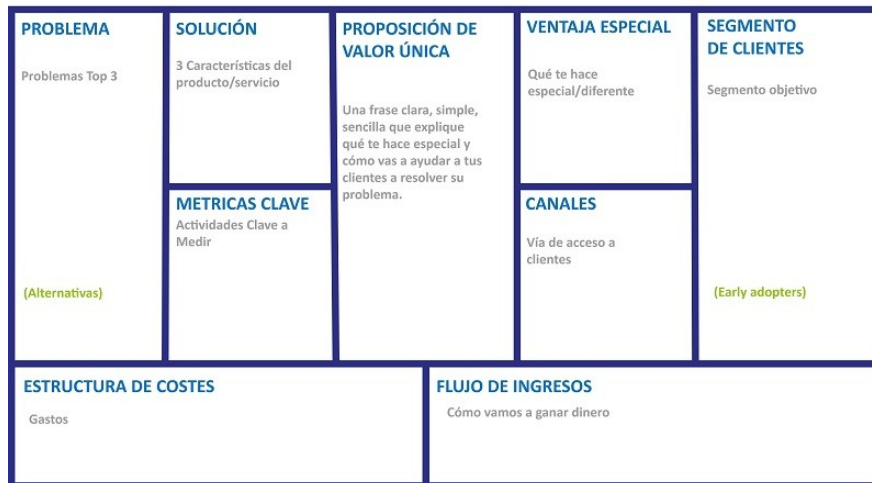 PROBLEMA
Problemas Top 3
(Alternativas)
SOLUCIÓN
3 Características del
producto/servicio
METRICAS CLAVE
Actividades Clave a
Medir
PROPOSICIÓN DE
VALOR ÚNICA
Una frase clara, simple,
sencilla que explique
qué te hace especial y
cómo vas a ayudar a tus
clientes a resolver su
problema.
VENTAJA ESPECIAL
Qué te hace
especial/diferente
CANALES
Vía de acceso a
clientes
SEGMENTO
DE CLIENTES
Segmento objetivo
(Early adopters)
ESTRUCTURA DE COSTES
Gastos
FLUJO DE INGRESOS
Cómo vamos a ganar dinero